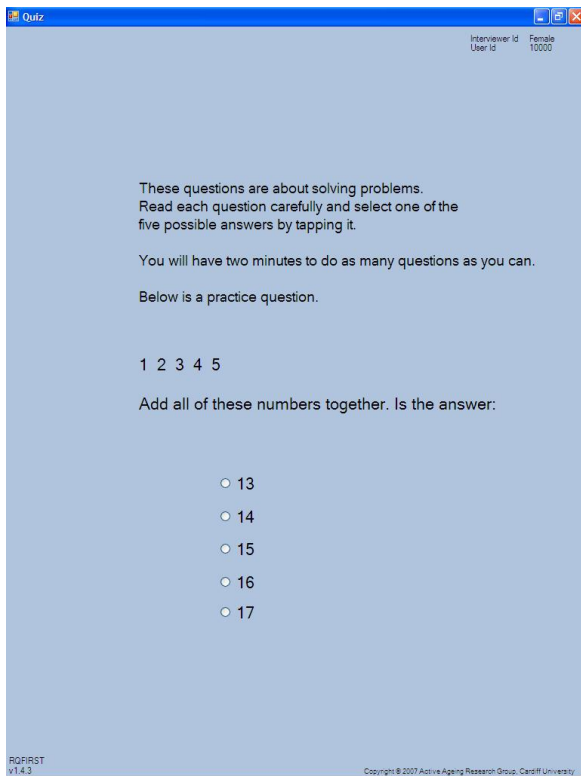 Quiz
Interviewer Id Female
User Id 10000
These questions are about solving problems.
Read each question carefully and select one of the
five possible answers by tapping it.
You will have two minutes to do as many questions as you can.
Below is a practice question.
1 2 3 4 5
Add all of these numbers together. Is the answer:
13
14
15
16
17
RQFIRST
v1.4.3
Copyright © 2007 Active Ageing Research Group, Cardiff University